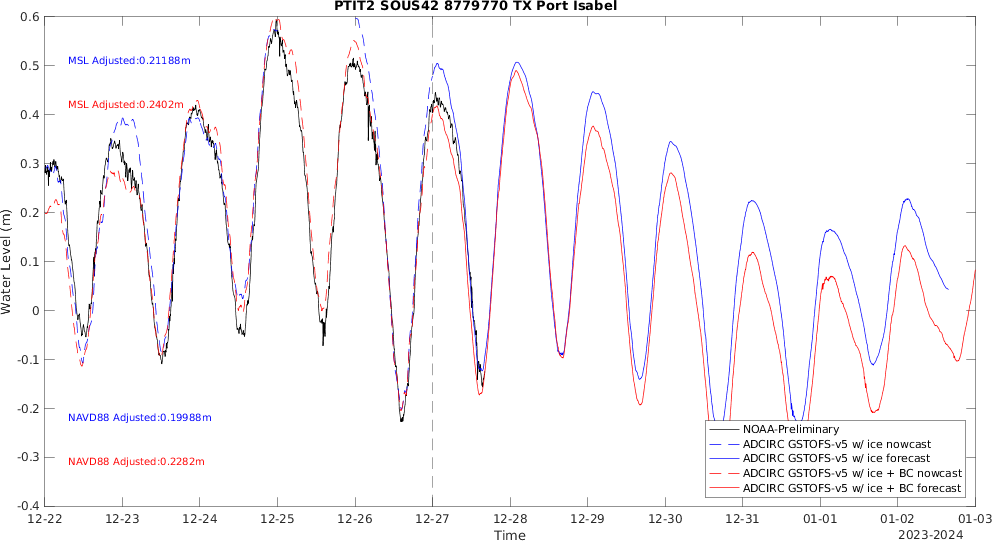 PTIT2 SOUS42 8779770 TX Port Isabel
0.6
0.5
0.4
0.3
0.2
0.1
0
-0.1
-0.2
-0.3
-0.4
Water Level (m)
MSL Adjusted:0.21188m
MSL Adjusted:0.2402m
NAVD88 Adjusted:0.19988m
NAVD88 Adjusted:0.2282m
NOAA-Preliminary
ADCIRC GSTOFS-v5 w/ ice nowcast
ADCIRC GSTOFS-v5 w/ ice forecast
ADCIRC GSTOFS-v5 w/ ice + BC nowcast
ADCIRC GSTOFS-v5 w/ ice + BC forecast
12-22 12-23 12-24 12-25 12-26 12-27 12-28 12-29 12-30 12-31 01-01 01-02 01-03
Time
2023-2024